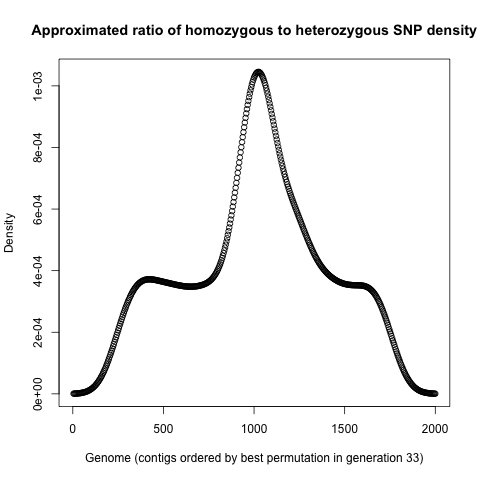 Approximated ratio of homozygous to heterozygous SNP density
1e-03
8e-04
6e-04
4e-04
2e-04
0e+00
Density
0 500 1000 1500 2000
Genome (contigs ordered by best permutation in generation 33)